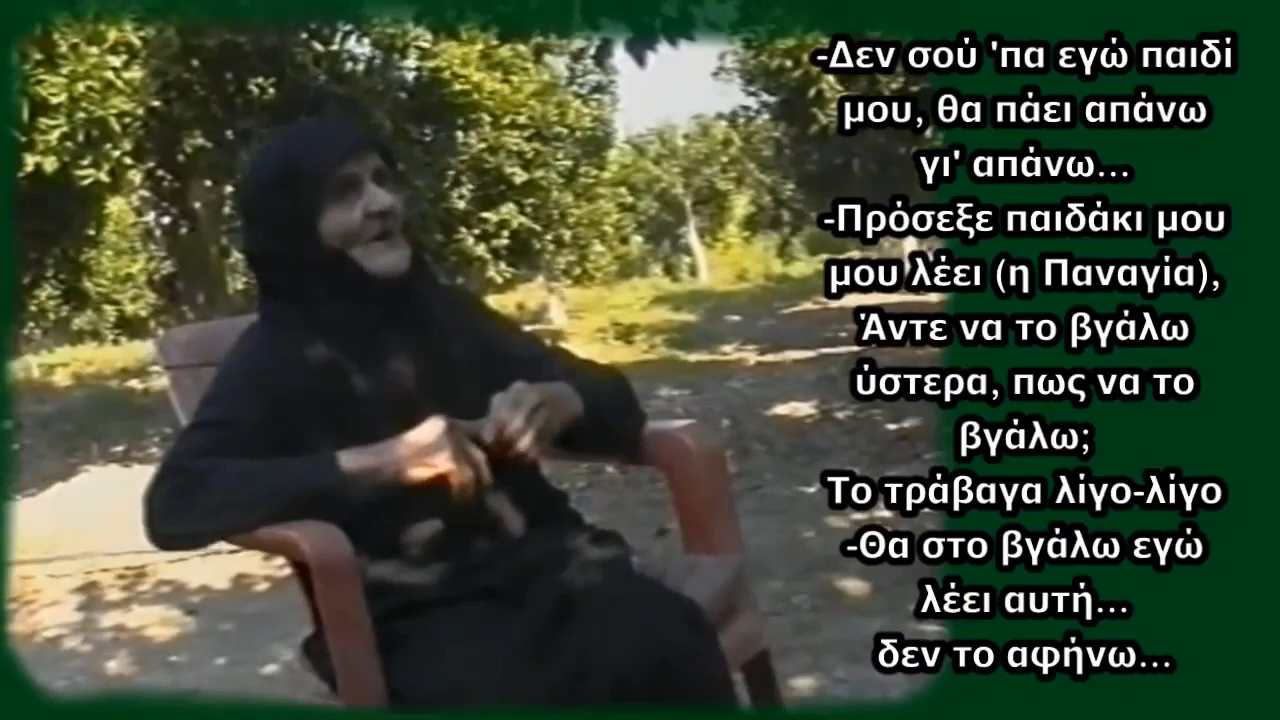 -Δεν σού 'πα εγώ παιδί
μου, θα πάει απάνω
γι' απάνω...
-Πρόσεξε παιδάκι μου
μου λέει (η Παναγία),
Άντε να το βγάλω
ύστερα, πως να το
βγάλω;
Το τράβαγα λίγο-λίγο
-Θα στο βγάλω εγώ
λέει αυτή...
δεν το αφήνω...